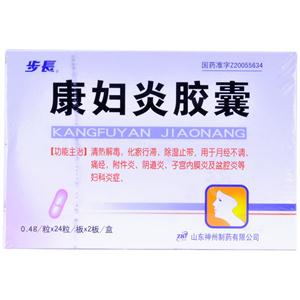 国药准字Z20055634
步長
康妇炎胶囊
KANGFUYAN JIAONANG
【功能主治】清热解毒，化瘀行滞，除湿止带，用于月经不调、
痛经，附件炎、阴道炎、子宫内膜炎及盆腔炎等
妇科炎症。
0.4g/粒x24粒/板x2板/盒
ZBT 山东神州制药有限公司